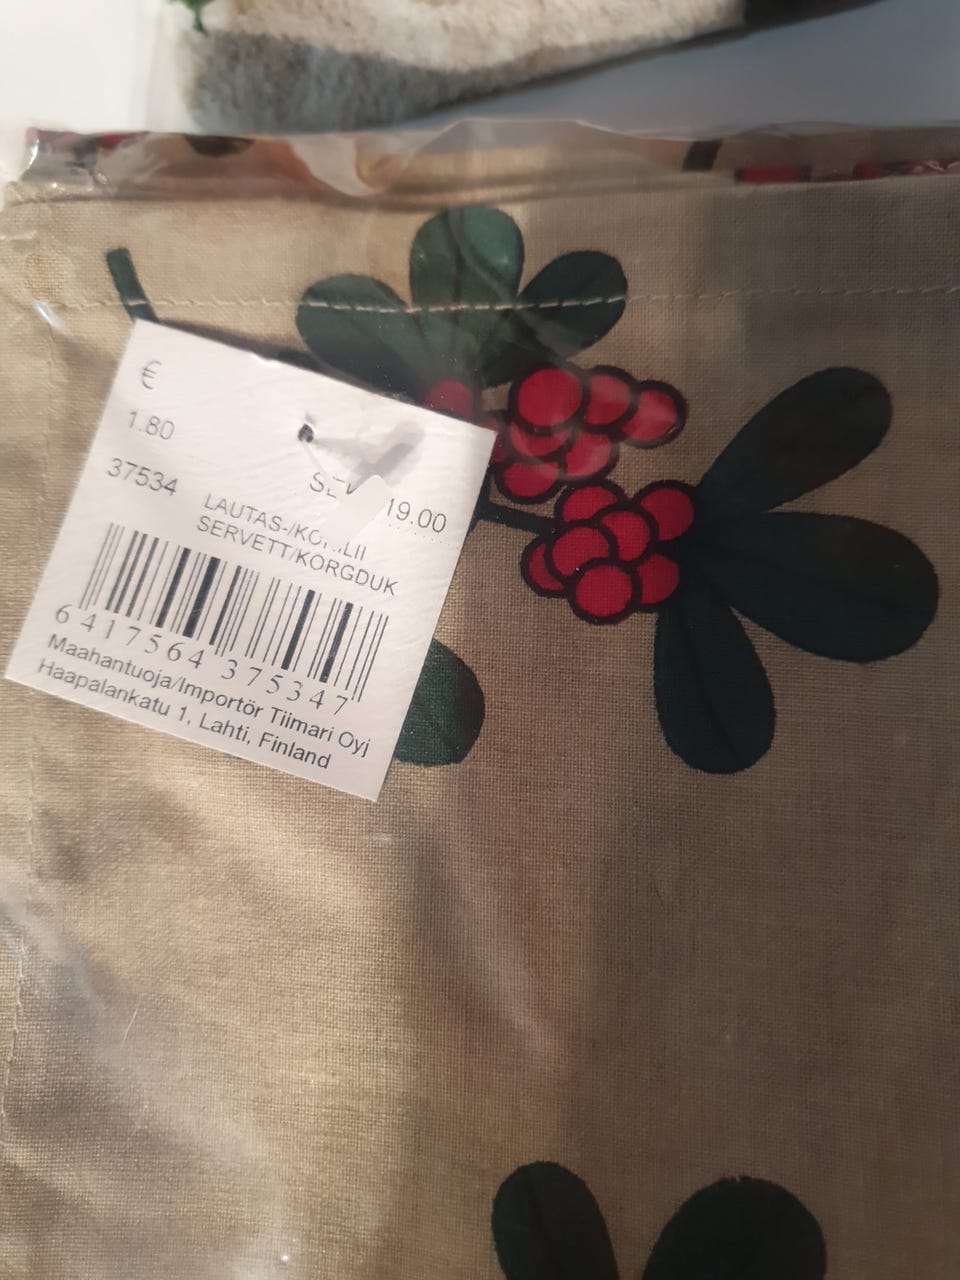 €
1.80
19.00
37534
SERVETT/KORGDUK
6 417564 375347
Maahantuoja/Importör Tiimari Oyj
Haapalankatu 1, Lahti, Finland